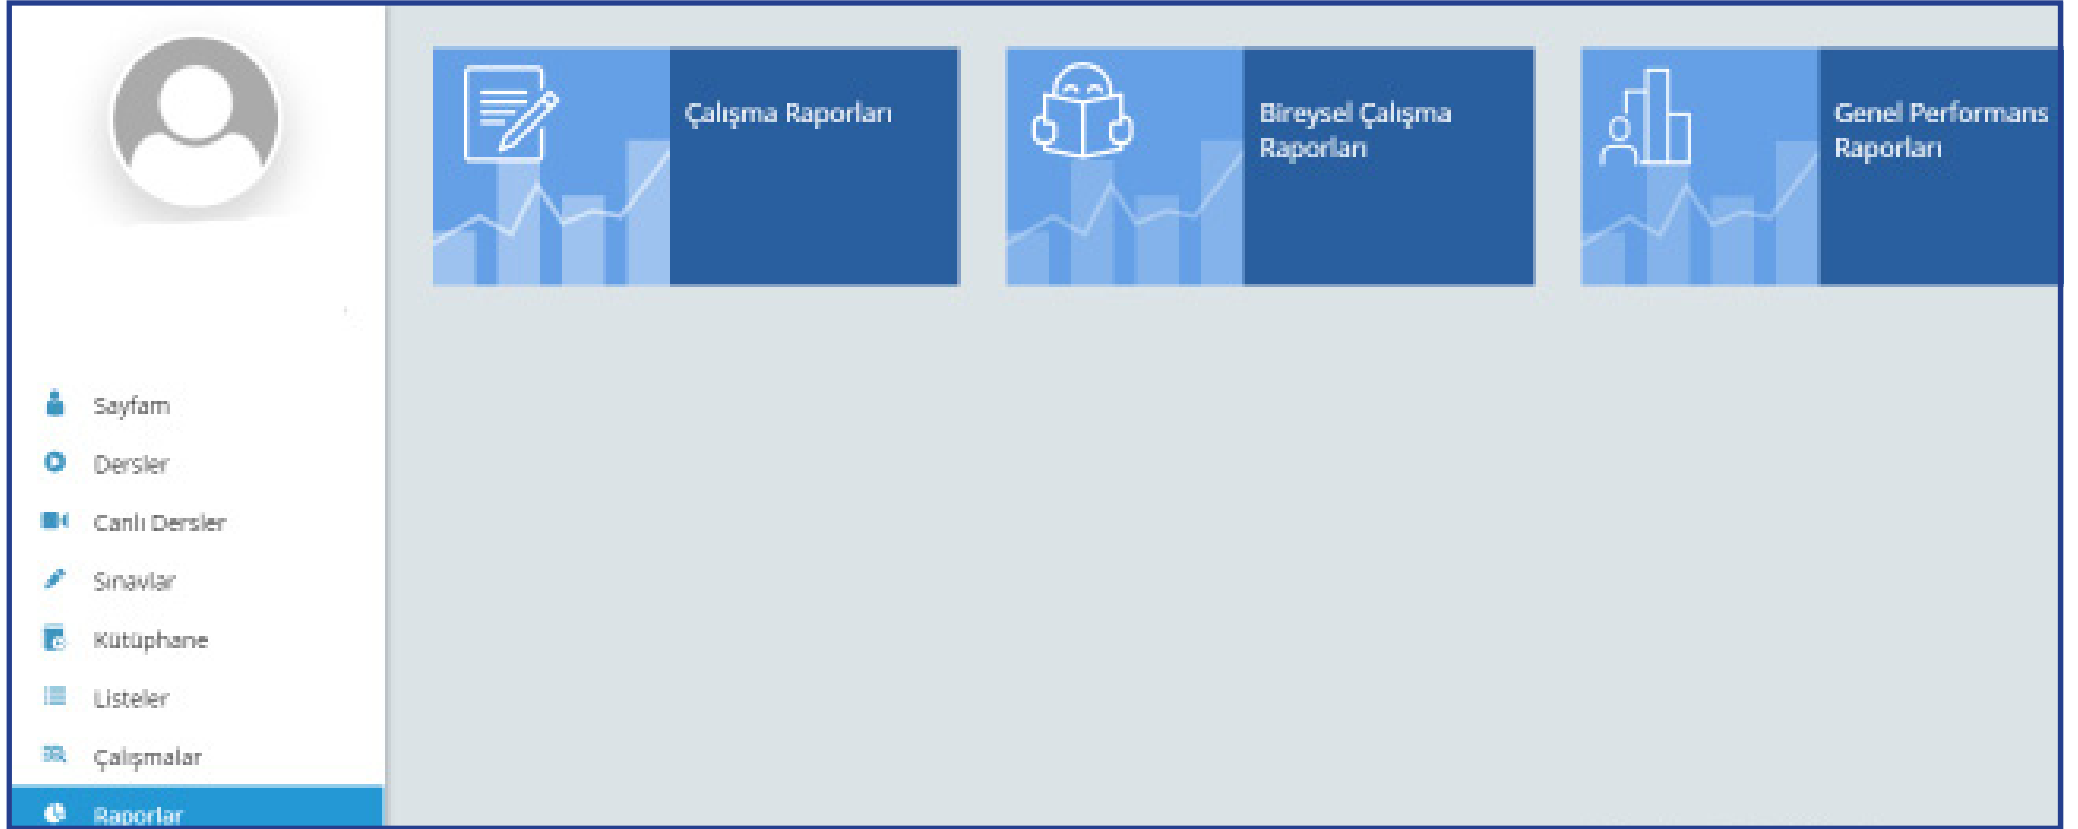 Çalışma Raporları
Bireysel Çalışma
Raporları
Genel Performans
Raporları
Sayfam
Dersler
Canlı Dersler
Sınavlar
Kütüphane
Listeler
Çalışmalar
Raporlar